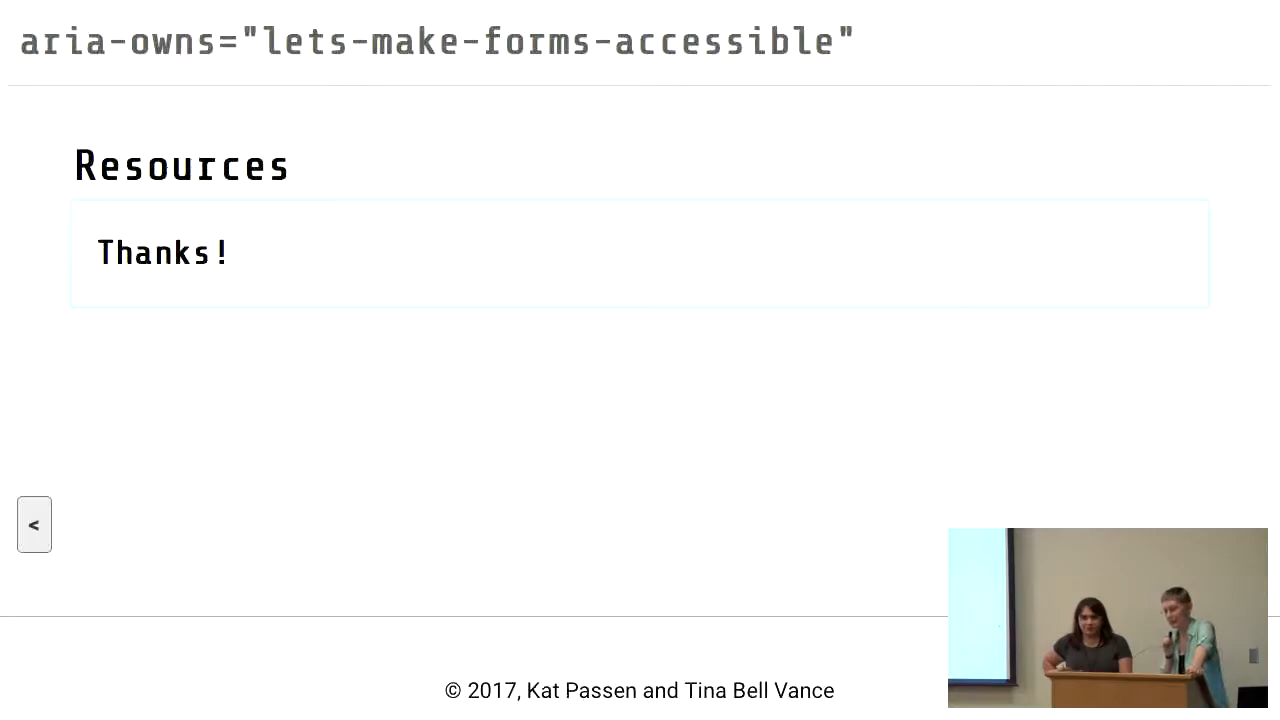 aria-owns="lets-make-forms-accessible"
Resources
Thanks!
<
© 2017, Kat Passen and Tina Bell Vance